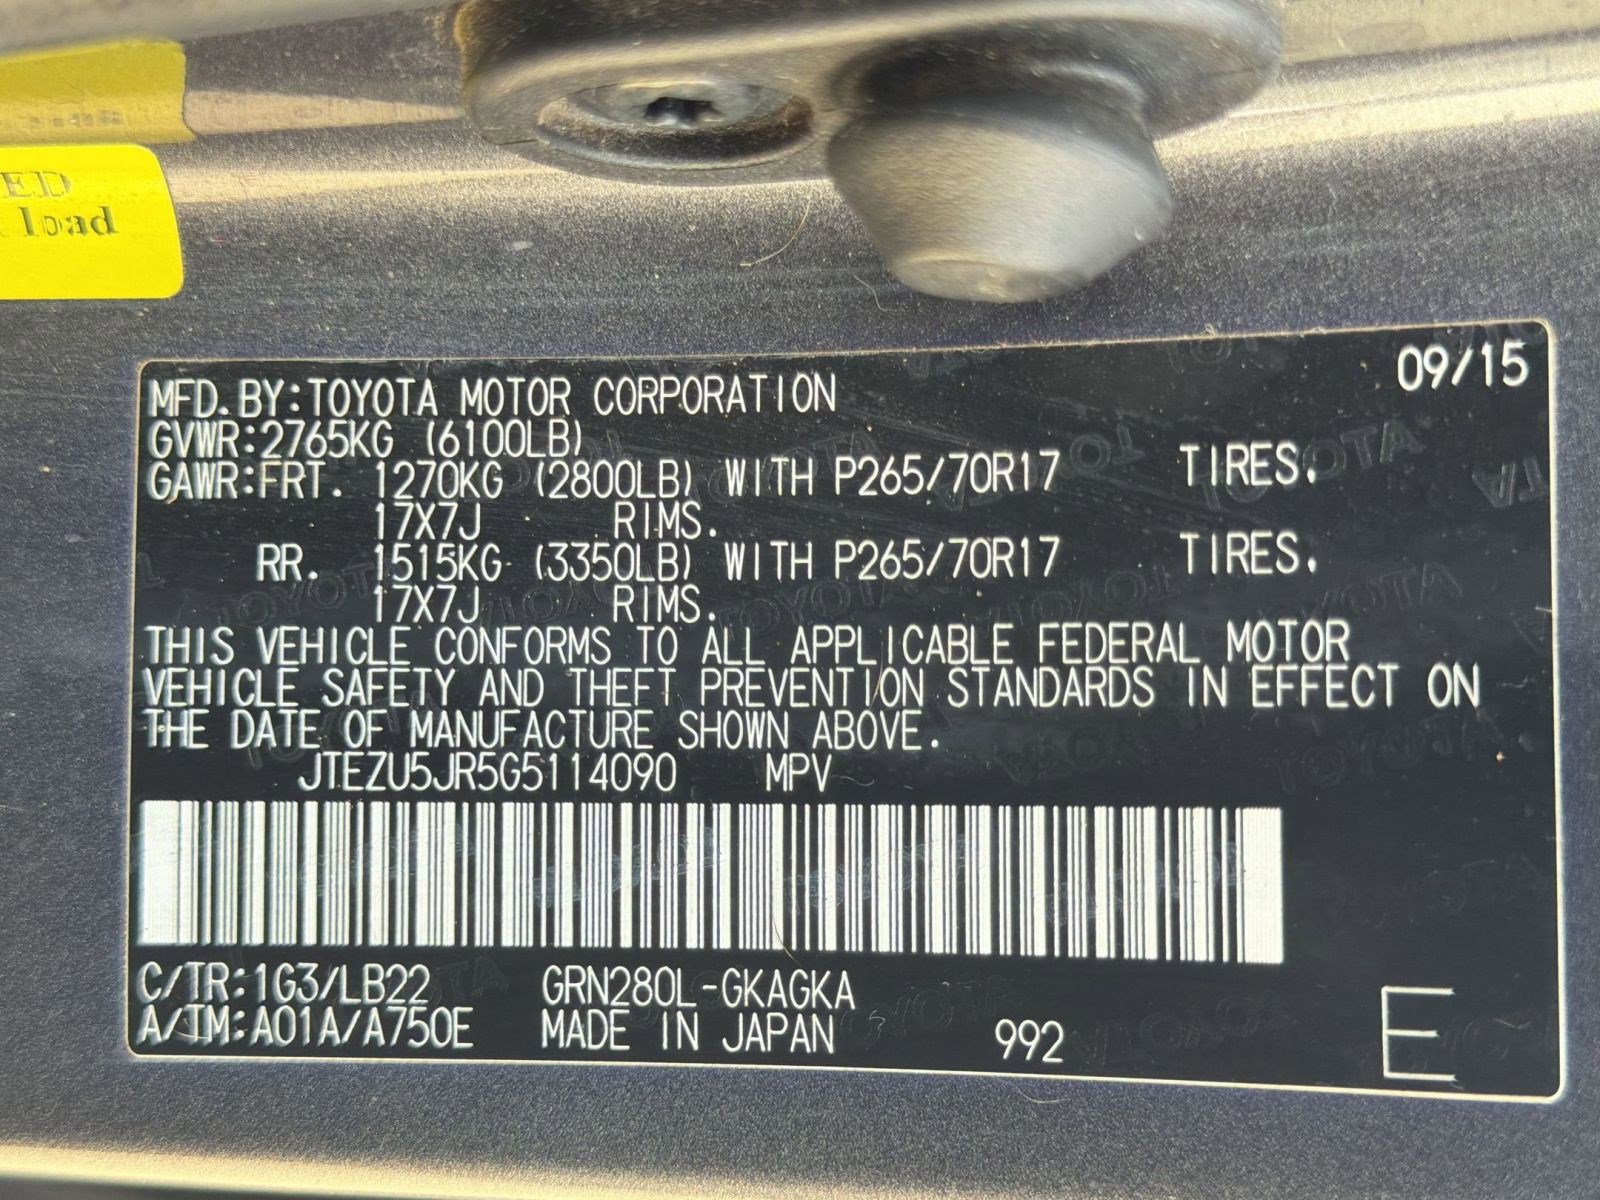 ED
load
09/15
MFD. BY:TOYOTA MOTOR CORPORATION
GVWR:2765KG (6100LB)
GAWR:FRT. 1270KG (2800LB) WITH P265/70R17 TIRES.
17X7J RIMS.
RR. 1515KG (3350LB) WITH P265/70R17 TIRES.
17X7J RIMS.
THIS VEHICLE CONFORMS TO ALL APPLICABLE FEDERAL MOTOR
VEHICLE SAFETY AND THEFT PREVENTION STANDARDS IN EFFECT ON
THE DATE OF MANUFACTURE SHOWN ABOVE.
JTEZU5JR5G5114090 MPV
C/TR:1G3/LB22 GRN280L-GKAGKA
A/TM:A01A/A750E MADE IN JAPAN 992 E